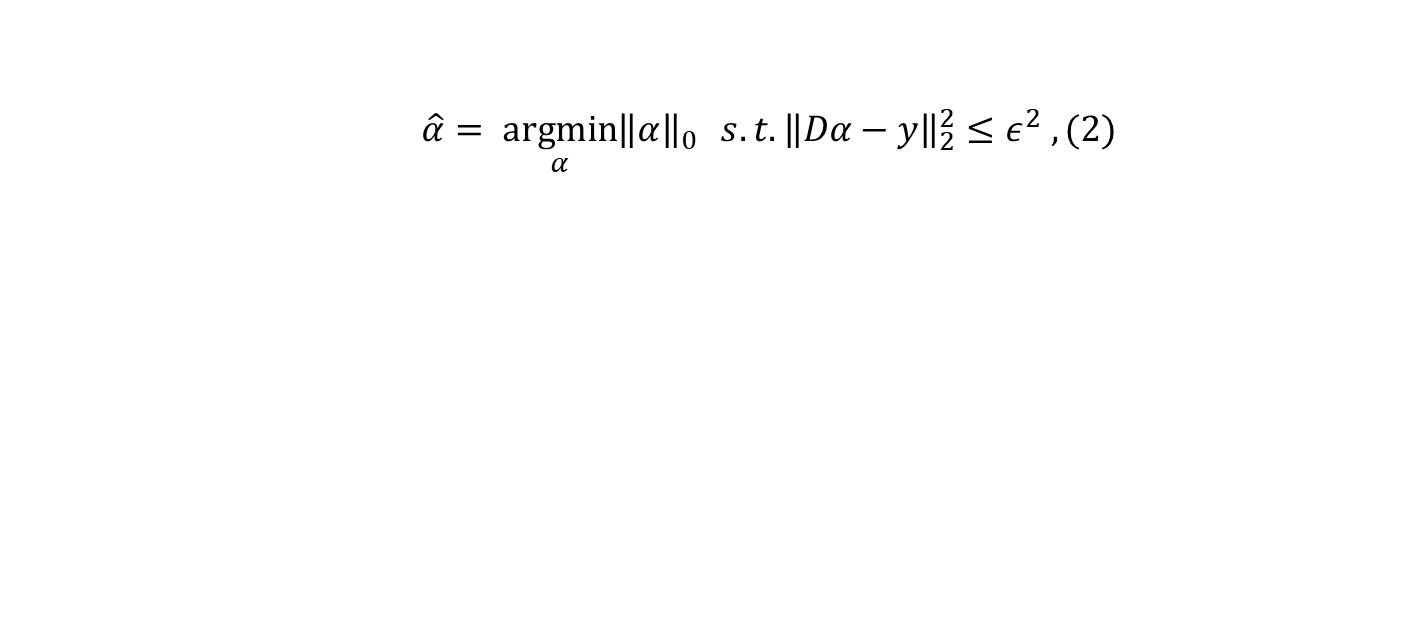 α̂ = argmin‖α‖₀ s.t. ‖Dα − y‖₂² ≤ ϵ² , (2)
α